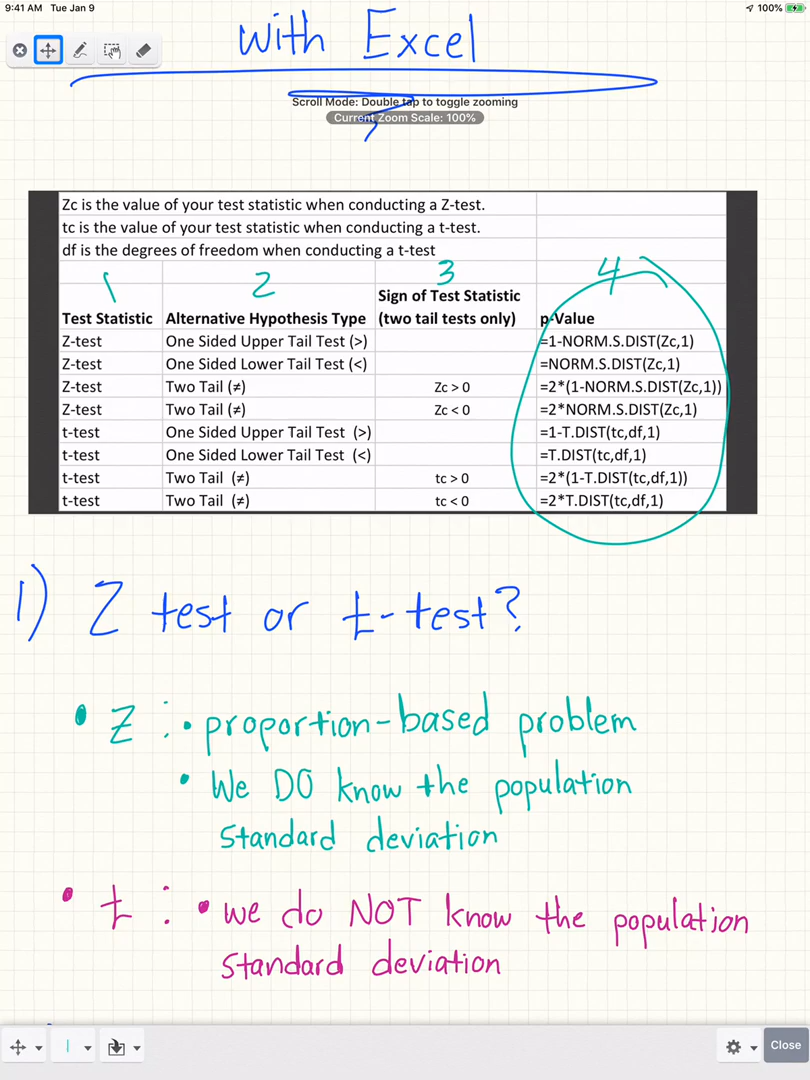 9:41 AM Tue Jan 9
100%
with Excel
Scroll Mode: Double tap to toggle zooming
Current Zoom Scale: 100%
Zc is the value of your test statistic when conducting a Z-test.
tc is the value of your test statistic when conducting a t-test.
df is the degrees of freedom when conducting a t-test
1 2 3 4
Sign of Test Statistic
Test Statistic Alternative Hypothesis Type (two tail tests only) p-Value
Z-test One Sided Upper Tail Test (>) =1-NORM.S.DIST(Zc,1)
Z-test One Sided Lower Tail Test (<) =NORM.S.DIST(Zc,1)
Z-test Two Tail (≠) Zc > 0 =2*(1-NORM.S.DIST(Zc,1))
Z-test Two Tail (≠) Zc < 0 =2*NORM.S.DIST(Zc,1)
t-test One Sided Upper Tail Test (>) =1-T.DIST(tc,df,1)
t-test One Sided Lower Tail Test (<) =T.DIST(tc,df,1)
t-test Two Tail (≠) tc > 0 =2*(1-T.DIST(tc,df,1))
t-test Two Tail (≠) tc < 0 =2*T.DIST(tc,df,1)
1) Z test or t-test?
• Z : • proportion-based problem
• We DO know the population
standard deviation
• t : • we do NOT know the population
standard deviation
Close